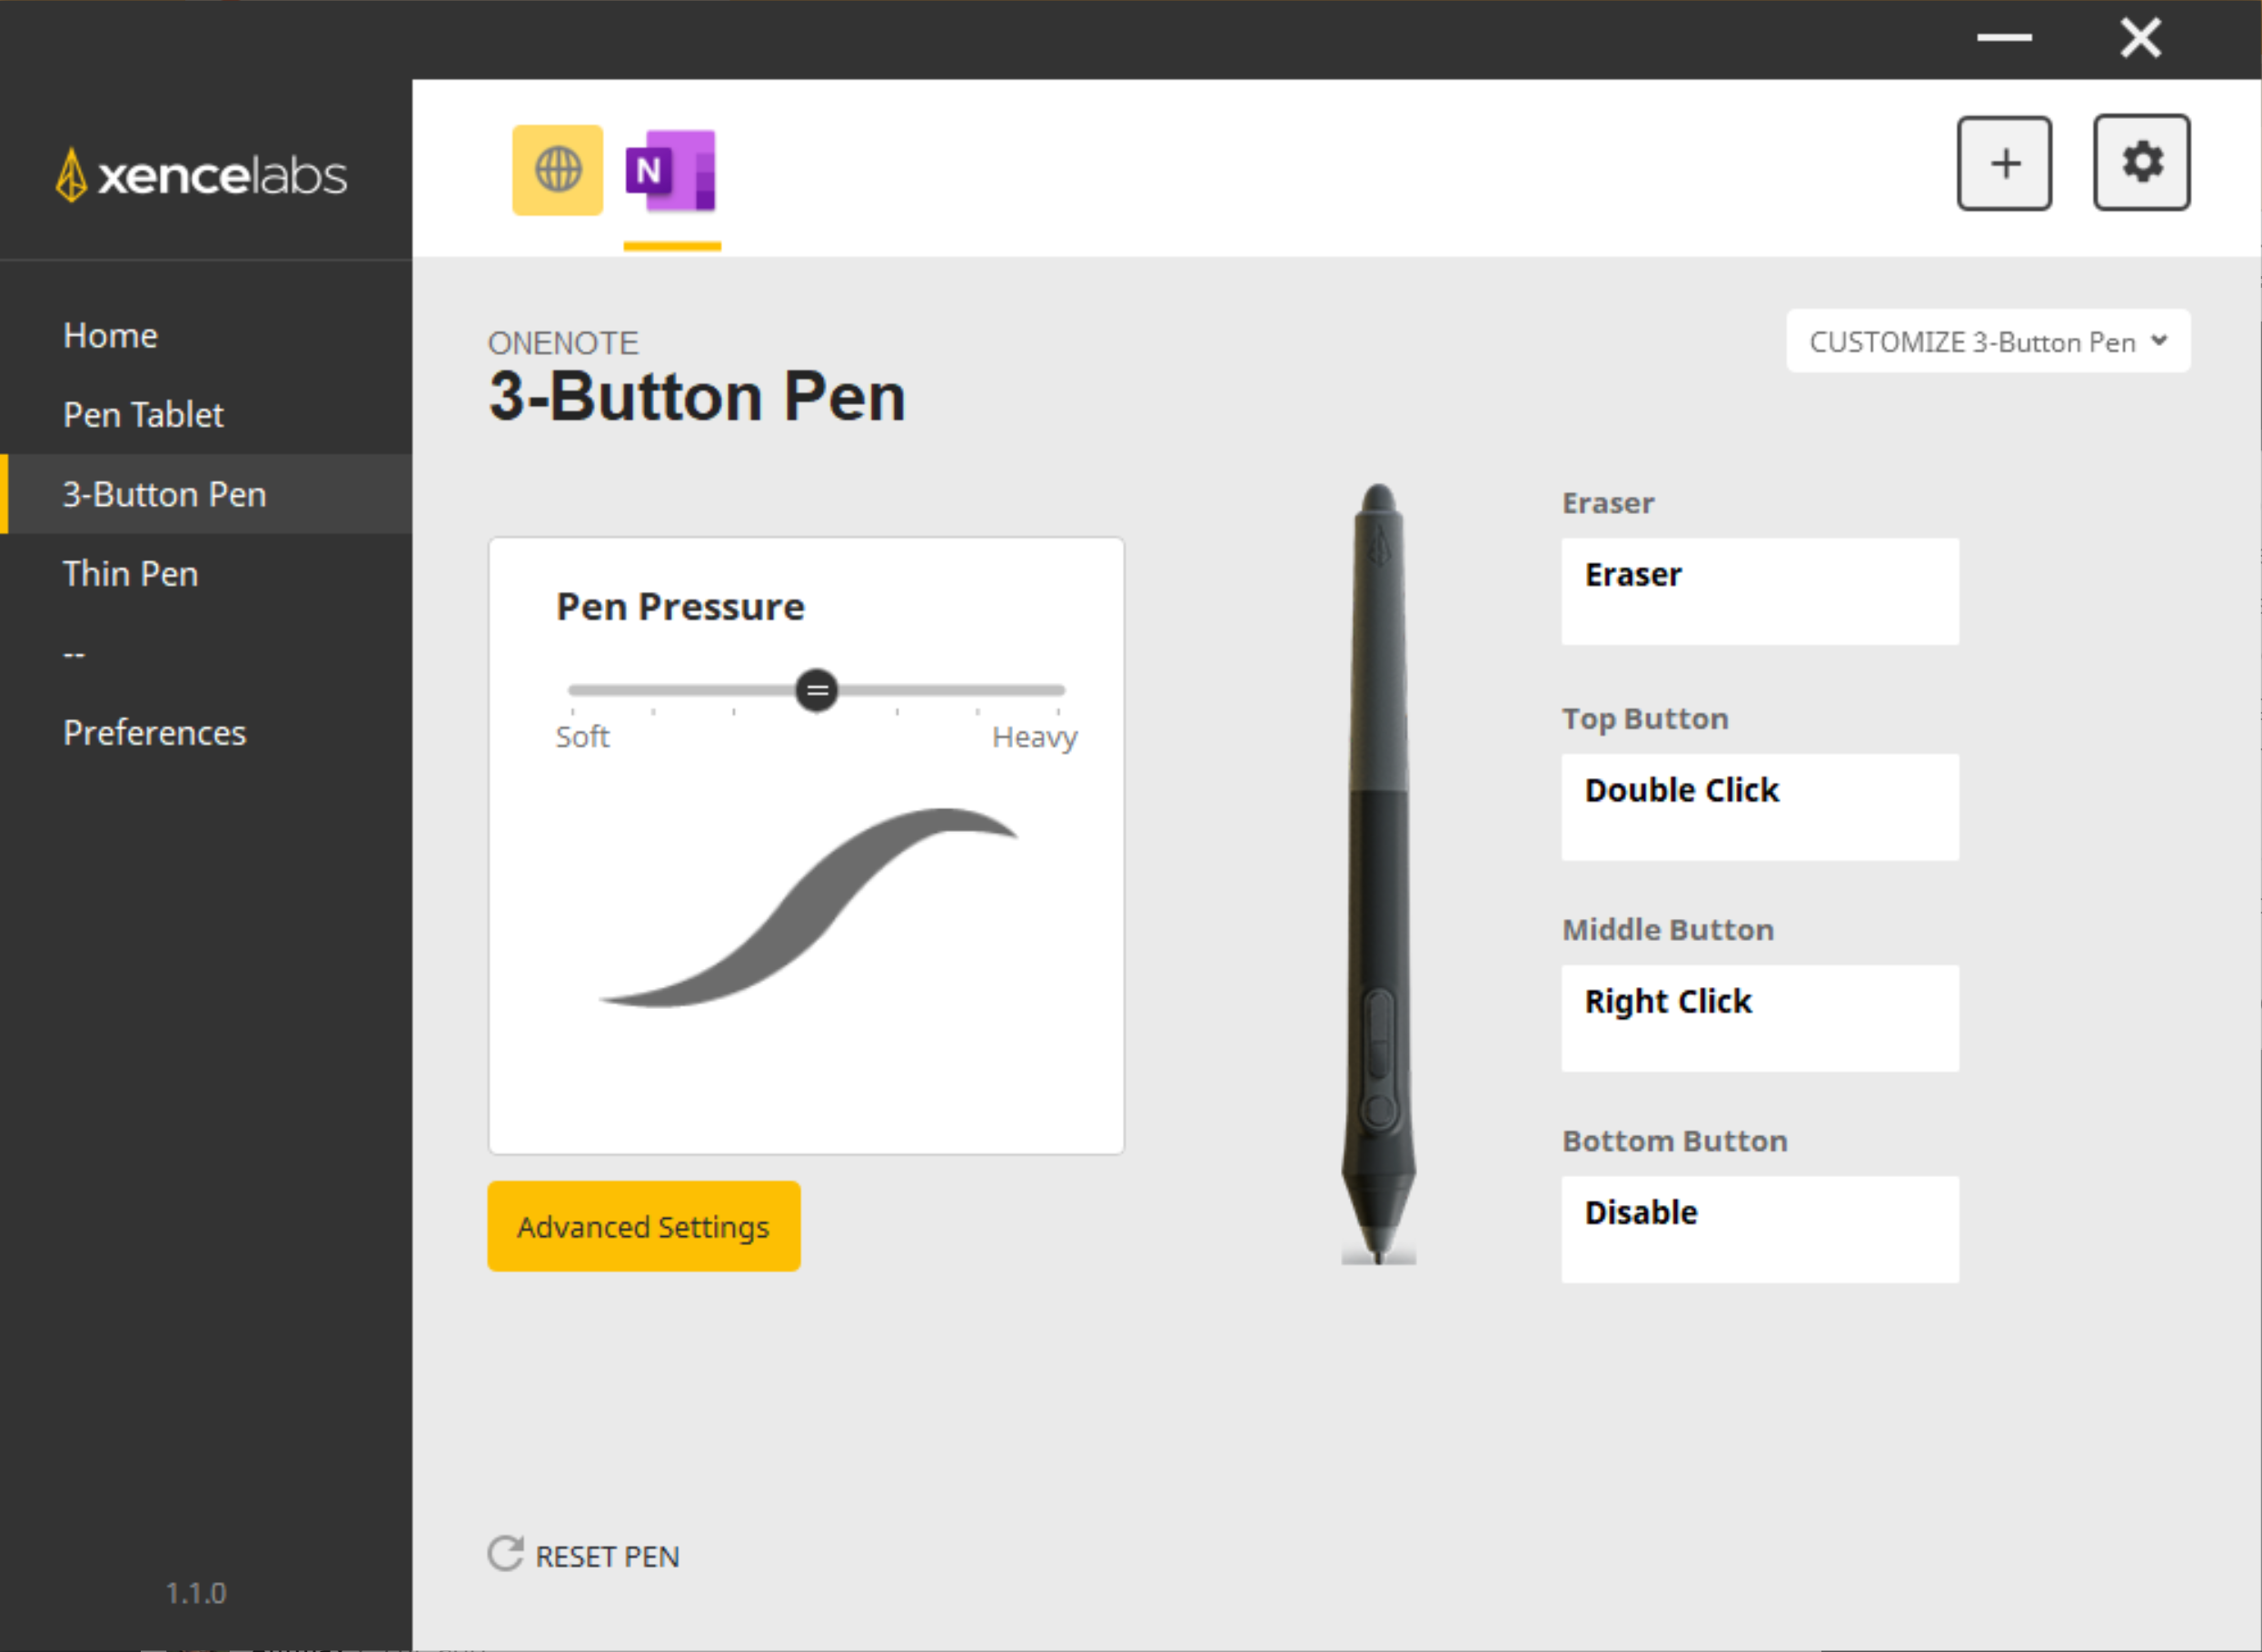 xencelabs
N
Home
Pen Tablet
3-Button Pen
Thin Pen
--
Preferences
1.1.0
ONENOTE
3-Button Pen
CUSTOMIZE 3-Button Pen
Pen Pressure
Soft Heavy
Advanced Settings
Eraser
Eraser
Top Button
Double Click
Middle Button
Right Click
Bottom Button
Disable
RESET PEN